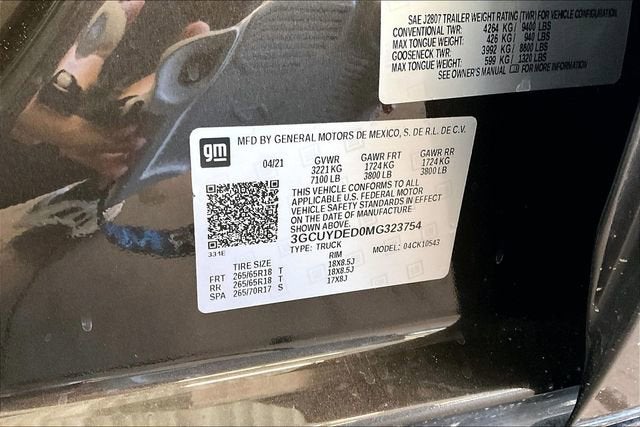 SAE J2807 TRAILER WEIGHT RATING (TWR) FOR VEHICLE CONFIGURATION
CONVENTIONAL TWR: 4264 KG / 9400 LBS
MAX TONGUE WEIGHT: 426 KG / 940 LBS
GOOSENECK TWR: 3992 KG / 8800 LBS
MAX TONGUE WEIGHT: 599 KG / 1320 LBS
SEE OWNER'S MANUAL FOR MORE INFORMATION
gm
MFD BY GENERAL MOTORS DE MEXICO, S. DE R.L. DE C.V.
04/21 GVWR GAWR FRT GAWR RR
3221 KG 1724 KG 1724 KG
7100 LB 3800 LB 3800 LB
THIS VEHICLE CONFORMS TO ALL
APPLICABLE U.S. FEDERAL MOTOR
VEHICLE SAFETY STANDARDS IN EFFECT
ON THE DATE OF MANUFACTURE
SHOWN ABOVE.
3GCUYDED0MG323754
331E
TYPE: TRUCK MODEL: 04CK10543
TIRE SIZE RIM
FRT 265/65R18 T 18X8.5J
RR 265/65R18 T 18X8.5J
SPA 265/70R17 S 17X8J